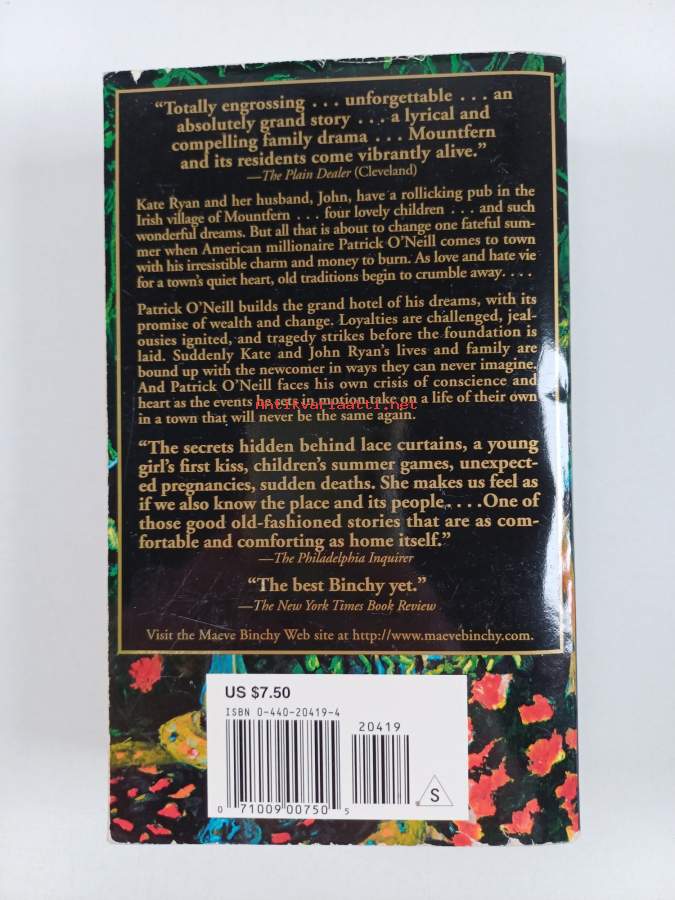 “Totally engrossing . . . unforgettable . . . an
absolutely grand story . . . a lyrical and
compelling family drama . . . Mountfern
and its residents come vibrantly alive.”
—The Plain Dealer (Cleveland)
Kate Ryan and her husband, John, have a rollicking pub in the
Irish village of Mountfern . . . four lovely children . . . and such
wonderful dreams. But all that is about to change one fateful sum-
mer when American millionaire Patrick O’Neill comes to town
with his irresistible charm and money to burn. As love and hate vie
for a town’s quiet heart, old traditions begin to crumble away. . . .
Patrick O’Neill builds the grand hotel of his dreams, with its
promise of wealth and change. Loyalties are challenged, jeal-
ousies ignited, and tragedy strikes before the foundation is
laid. Suddenly Kate and John Ryan’s lives and family are
bound up with the newcomer in ways they can never imagine.
And Patrick O’Neill faces his own crisis of conscience and
heart as the events he sets in motion take on a life of their own
Antikvariaatti.net
in a town that will never be the same again.
“The secrets hidden behind lace curtains, a young
girl’s first kiss, children’s summer games, unexpect-
ed pregnancies, sudden deaths. She makes us feel as
if we also know the place and its people. . . .One of
those good old-fashioned stories that are as com-
fortable and comforting as home itself.”
—The Philadelphia Inquirer
“The best Binchy yet.”
—The New York Times Book Review
Visit the Maeve Binchy Web site at http://www.maevebinchy.com.
US $7.50
ISBN 0-440-20419-4
20419
S
0 71009 00750 5